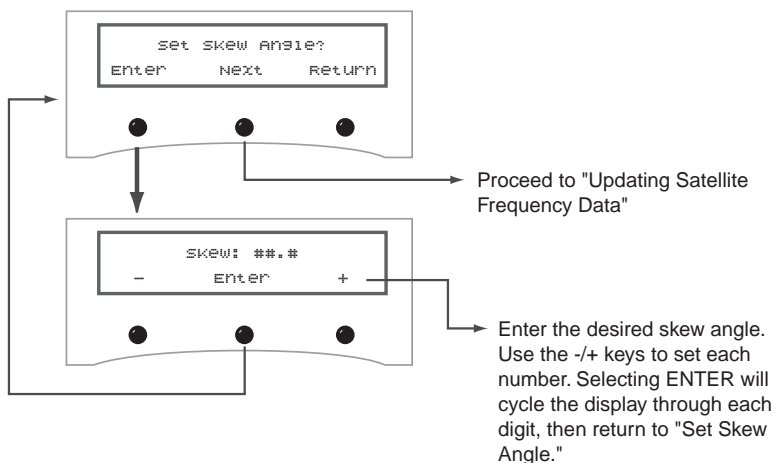 Set Skew Angle?
Enter Next Return
Proceed to "Updating Satellite
Frequency Data"
Skew: ##.#
- Enter +
Enter the desired skew angle.
Use the -/+ keys to set each
number. Selecting ENTER will
cycle the display through each
digit, then return to "Set Skew
Angle."